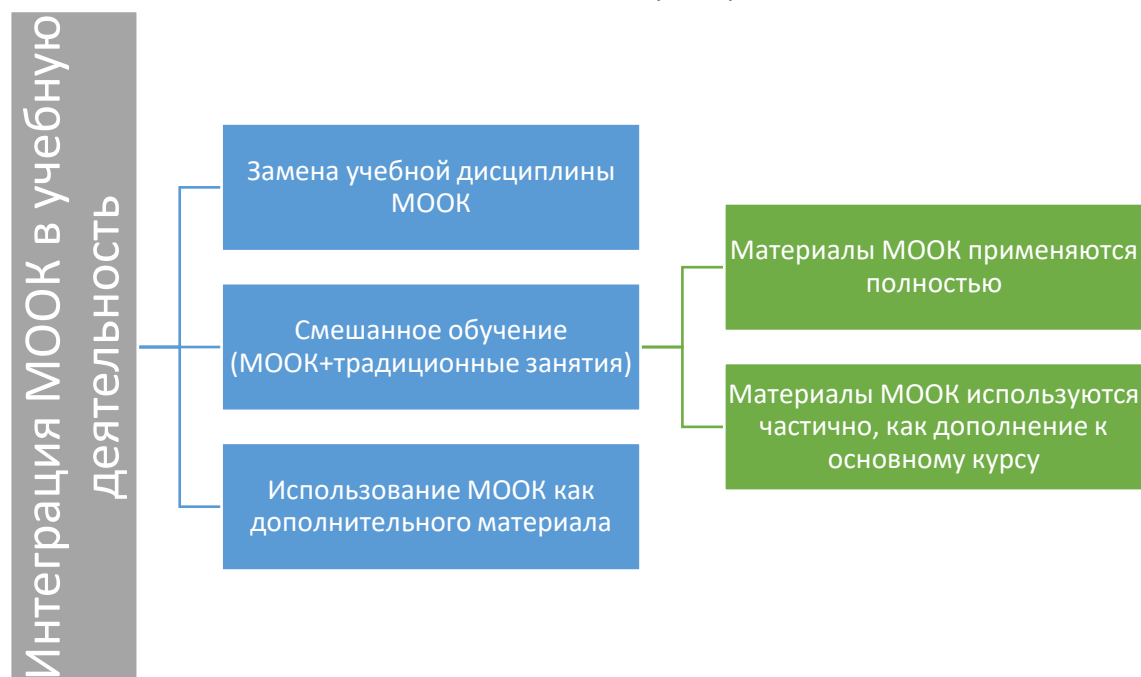 Интеграция МООК в учебную
деятельность
Замена учебной дисциплины
МООК
Смешанное обучение
(МООК+традиционные занятия)
Использование МООК как
дополнительного материала
Материалы МООК применяются
полностью
Материалы МООК используются
частично, как дополнение к
основному курсу